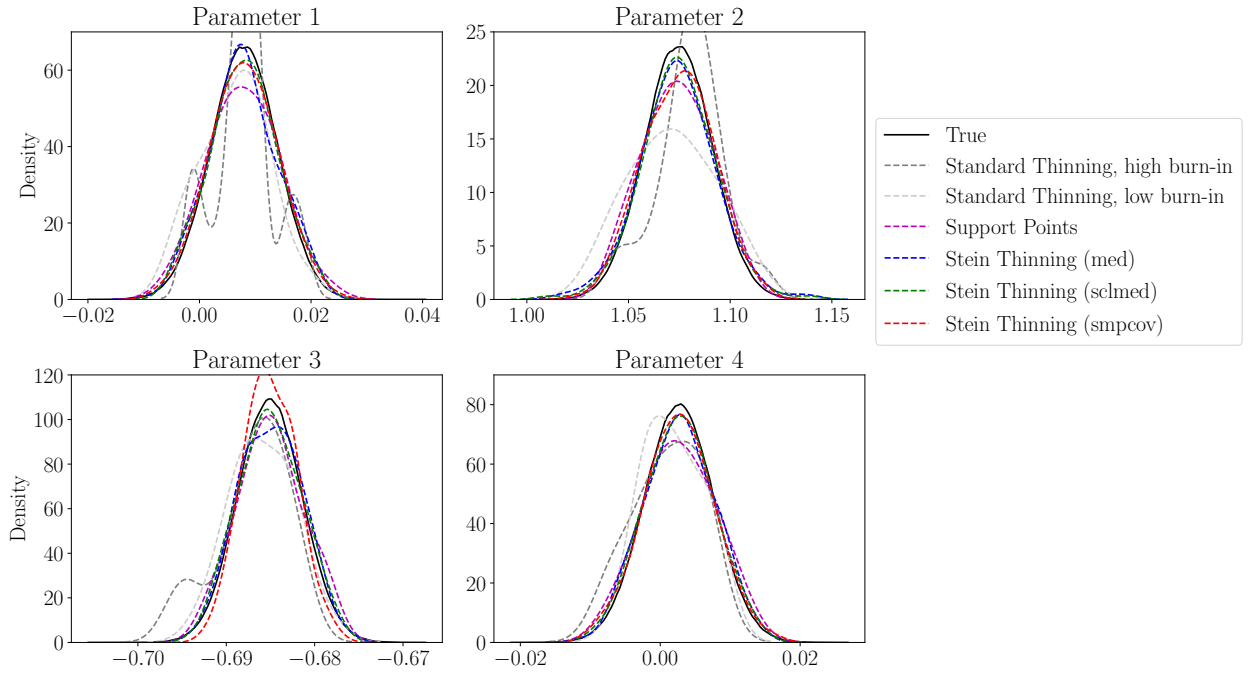 Parameter 1
Parameter 2
Density
60
40
20
0
−0.02
0.00
0.02
0.04
25
20
15
10
5
0
1.00
1.05
1.10
1.15
True
Standard Thinning, high burn-in
Standard Thinning, low burn-in
Support Points
Stein Thinning (med)
Stein Thinning (sclmed)
Stein Thinning (smpcov)
Parameter 3
Parameter 4
Density
120
100
80
60
40
20
0
−0.70
−0.69
−0.68
−0.67
80
60
40
20
0
−0.02
0.00
0.02